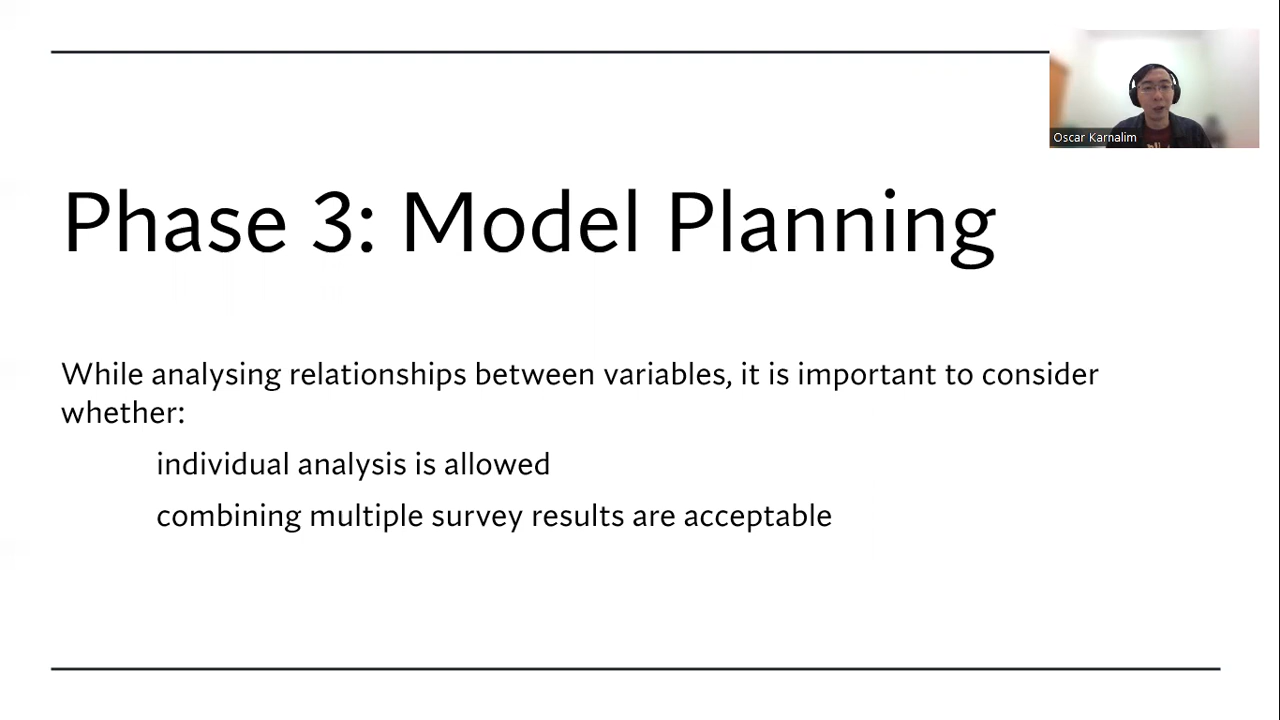 Oscar Karnalim
Phase 3: Model Planning
While analysing relationships between variables, it is important to consider
whether:
individual analysis is allowed
combining multiple survey results are acceptable